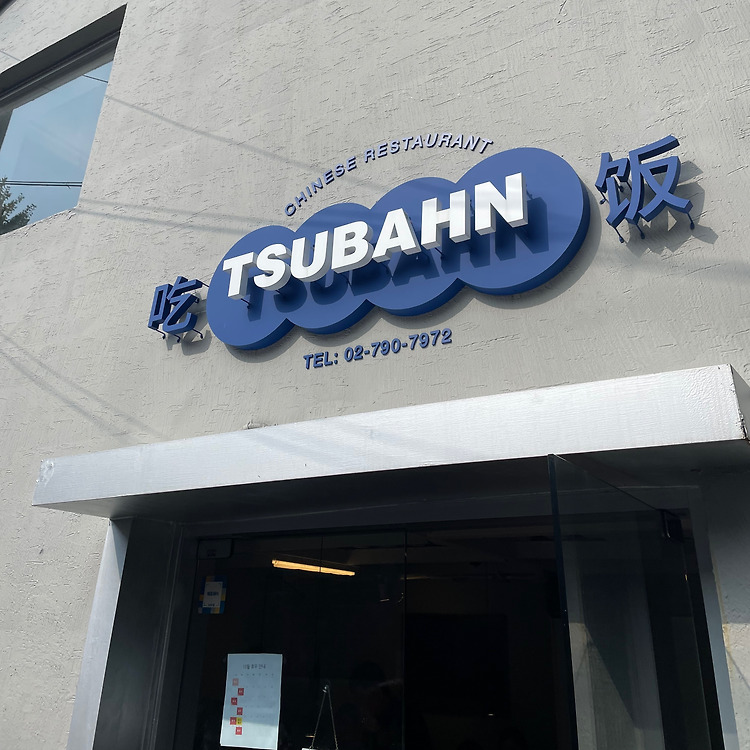 CHINESE RESTAURANT
吃 TSUBAHN 饭
TEL: 02-790-7972